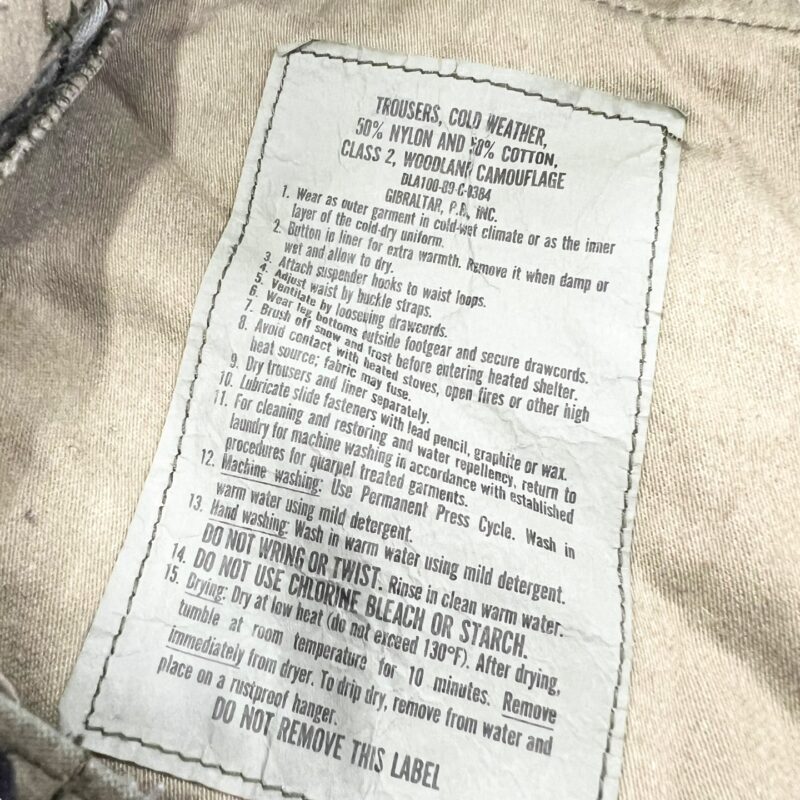 TROUSERS, COLD WEATHER,
50% NYLON AND 50% COTTON,
CLASS 2, WOODLAND CAMOUFLAGE
DLA100-89-C-0384
GIBRALTAR, P.R., INC.
1. Wear as outer garment in cold-wet climate or as the inner
layer of the cold-dry uniform.
2. Button in liner for extra warmth. Remove it when damp or
wet and allow to dry.
3. Attach suspender hooks to waist loops.
4. Adjust waist by buckle straps.
5. Ventilate by loosening drawcords.
6. Wear leg bottoms outside footgear and secure drawcords.
7. Brush off snow and frost before entering heated shelter.
8. Avoid contact with heated stoves, open fires or other high
heat source; fabric may fuse.
9. Dry trousers and liner separately.
10. Lubricate slide fasteners with lead pencil, graphite or wax.
11. For cleaning and restoring and water repellency, return to
laundry for machine washing in accordance with established
procedures for quarpel treated garments.
12. Machine washing: Use Permanent Press Cycle. Wash in
warm water using mild detergent.
13. Hand washing: Wash in warm water using mild detergent.
DO NOT WRING OR TWIST. Rinse in clean warm water.
14. DO NOT USE CHLORINE BLEACH OR STARCH.
15. Drying: Dry at low heat (do not exceed 130°F). After drying,
tumble at room temperature for 10 minutes. Remove
immediately from dryer. To drip dry, remove from water and
place on a rustproof hanger.
DO NOT REMOVE THIS LABEL